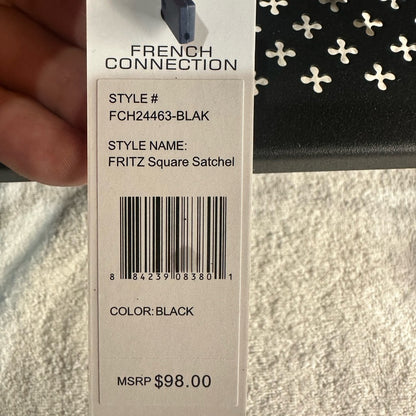 FRENCH
CONNECTION
STYLE #
FCH24463-BLAK
STYLE NAME:
FRITZ Square Satchel
8 84239 08380 1
COLOR: BLACK
MSRP $98.00